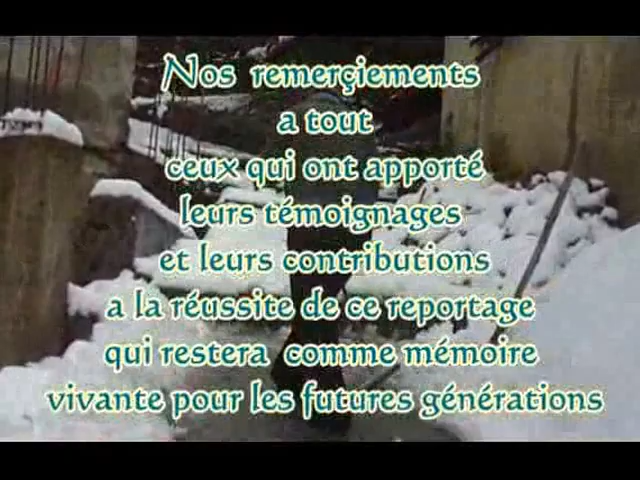 Nos remerçiements
a tout
ceux qui ont apporté
leurs témoignages
et leurs contributions
a la réussite de ce reportage
qui restera comme mémoire
vivante pour les futures générations